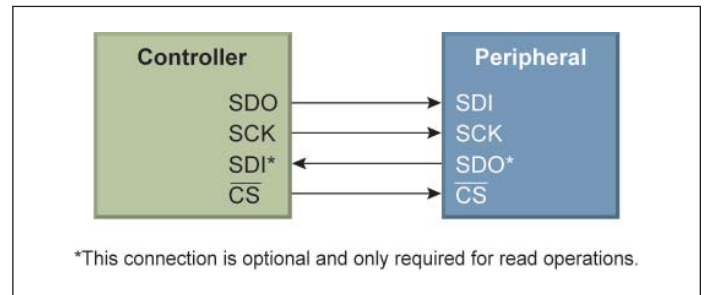 Controller
Peripheral
SDO
SDI
SCK
SCK
SDI*
SDO*
CS
CS
*This connection is optional and only required for read operations.